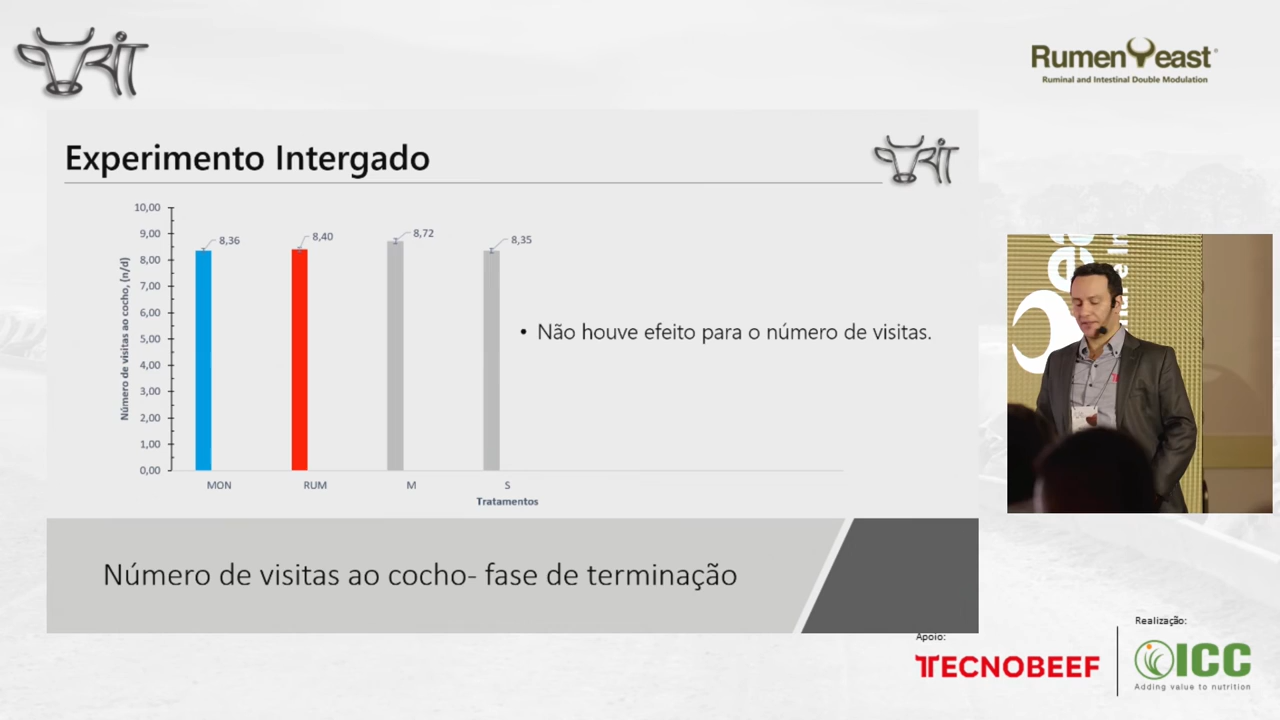 RumenYeast
Ruminal and Intestinal Double Modulation
Experimento Intergado
10,00
9,00
8,00
7,00
6,00
5,00
4,00
3,00
2,00
1,00
0,00
Número de visitas ao cocho, (n/d)
8,36
8,40
8,72
8,35
MON
RUM
M
S
Tratamentos
• Não houve efeito para o número de visitas.
Número de visitas ao cocho- fase de terminação
Apoio:
TECNOBEEF
Realização:
ICC
Adding value to nutrition